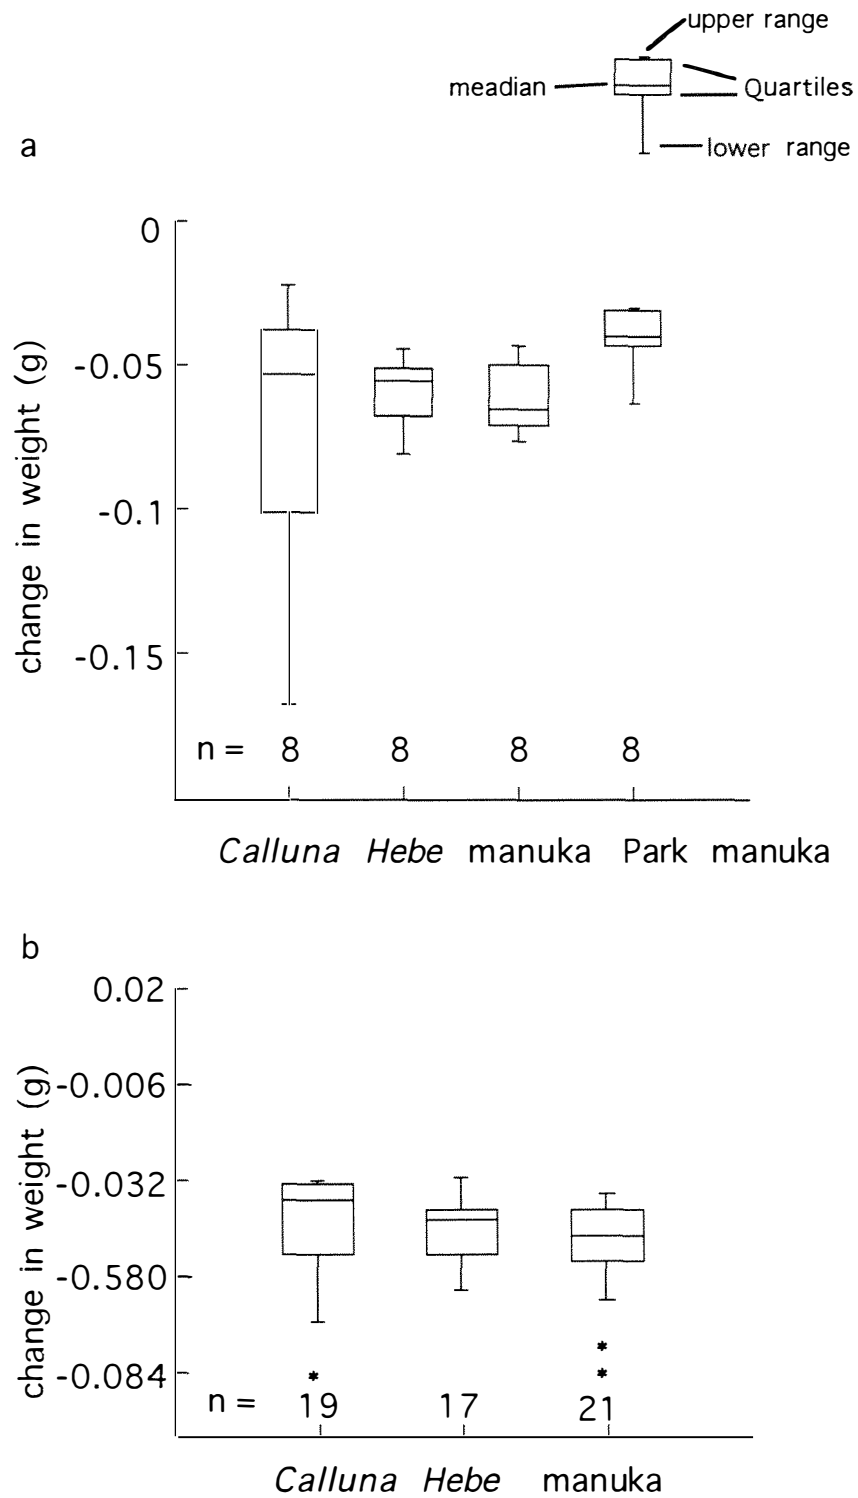 upper range
meadian
Quartiles
lower range
a
0
-0.05
-0.1
-0.15
change in weight (g)
n = 8 8 8 8
Calluna Hebe manuka Park manuka
b
0.02
-0.006
-0.032
-0.580
-0.084
change in weight (g)
n = 19 17 21
Calluna Hebe manuka